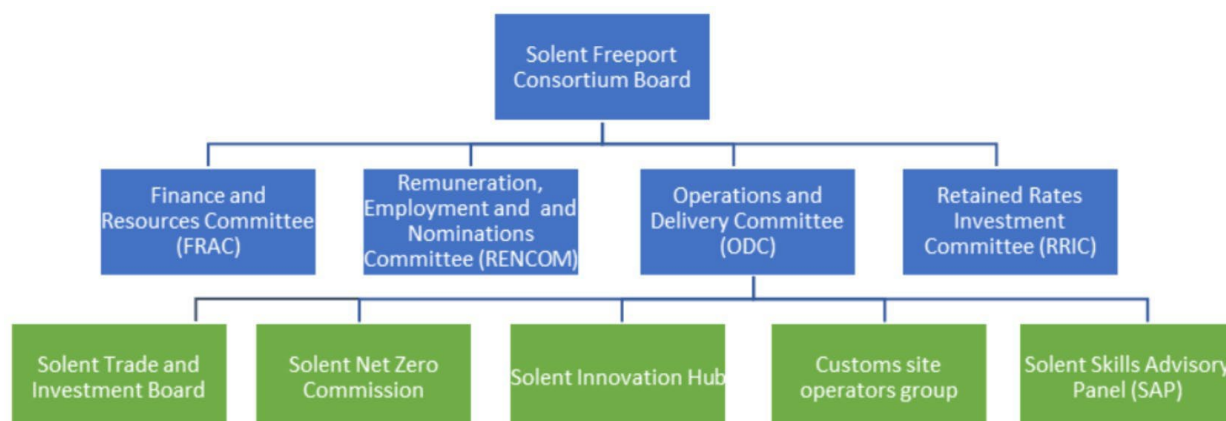 Solent Freeport
Consortium Board
Finance and
Resources Committee
(FRAC)
Remuneration,
Employment and and
Nominations
Committee (RENCOM)
Operations and
Delivery Committee
(ODC)
Retained Rates
Investment
Committee (RRIC)
Solent Trade and
Investment Board
Solent Net Zero
Commission
Solent Innovation Hub
Customs site
operators group
Solent Skills Advisory
Panel (SAP)